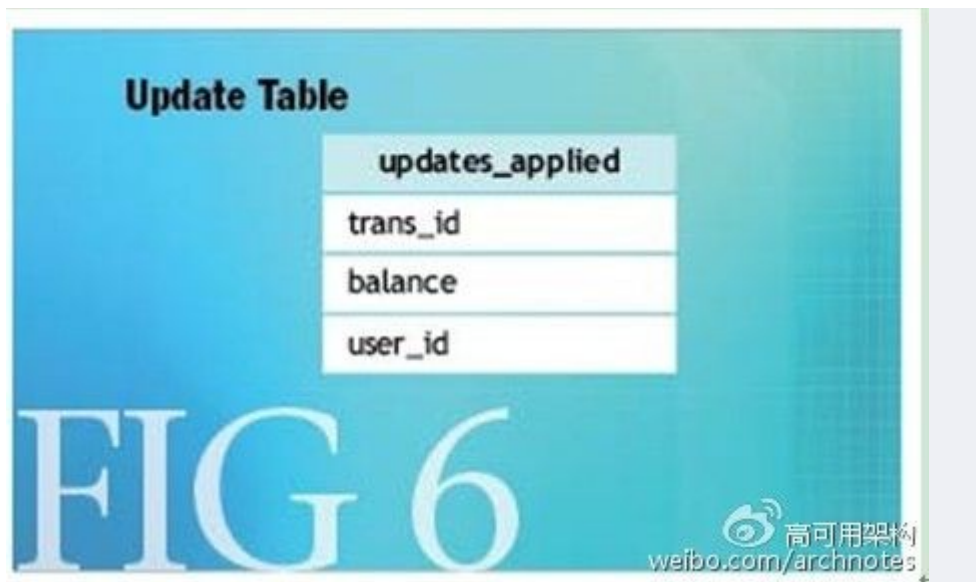 Update Table
updates_applied
trans_id
balance
user_id
FIG 6
高可用架构
weibo.com/archnotes